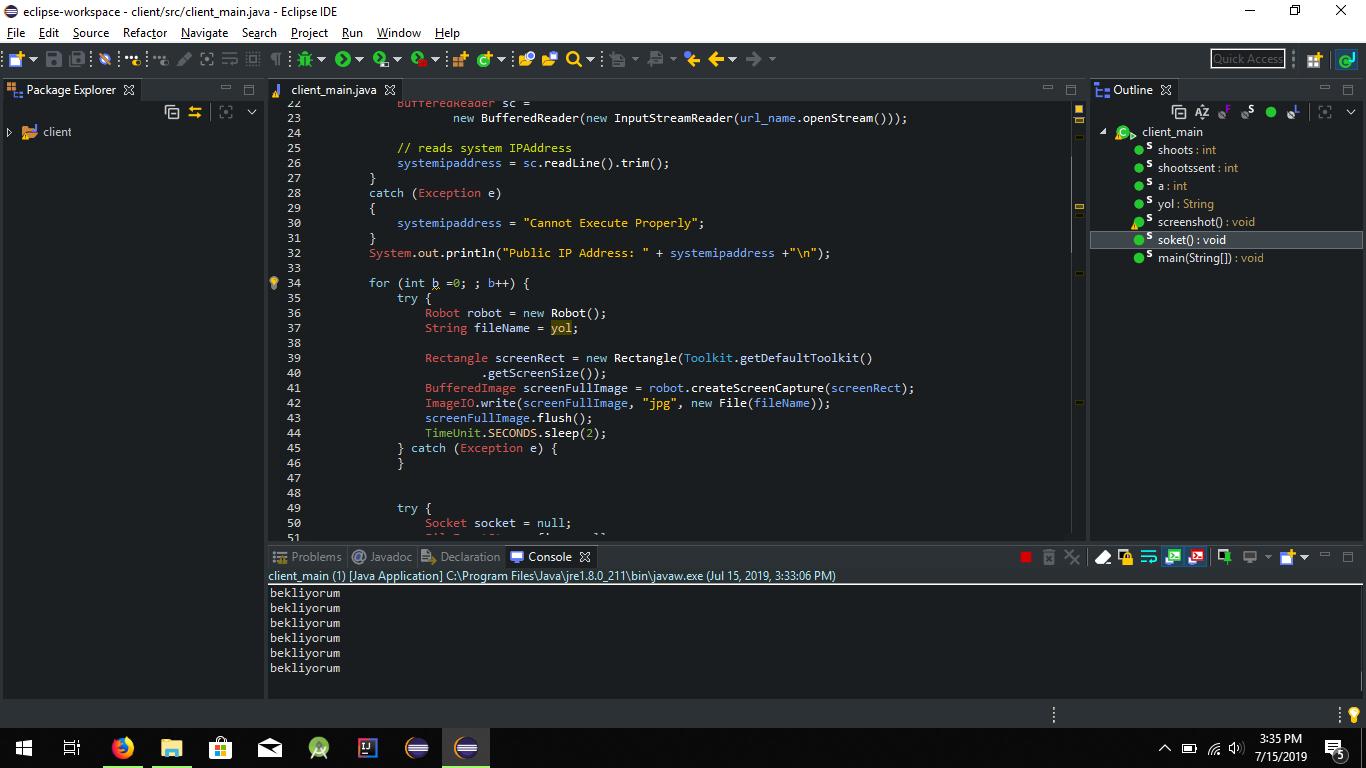 eclipse-workspace - client/src/client_main.java - Eclipse IDE
File Edit Source Refactor Navigate Search Project Run Window Help
Quick Access
Package Explorer
client
client_main.java
22 BufferedReader sc =
23 new BufferedReader(new InputStreamReader(url_name.openStream()));
24
25 // reads system IPAddress
26 systemipaddress = sc.readLine().trim();
27 }
28 catch (Exception e)
29 {
30 systemipaddress = "Cannot Execute Properly";
31 }
32 System.out.println("Public IP Address: " + systemipaddress +"\n");
33
34 for (int b =0; ; b++) {
35 try {
36 Robot robot = new Robot();
37 String fileName = yol;
38
39 Rectangle screenRect = new Rectangle(Toolkit.getDefaultToolkit()
40 .getScreenSize());
41 BufferedImage screenFullImage = robot.createScreenCapture(screenRect);
42 ImageIO.write(screenFullImage, "jpg", new File(fileName));
43 screenFullImage.flush();
44 TimeUnit.SECONDS.sleep(2);
45 } catch (Exception e) {
46 }
47
48
49 try {
50 Socket socket = null;
51
Outline
client_main
shoots : int
shootssent : int
a : int
yol : String
screenshot() : void
soket() : void
main(String[]) : void
Problems Javadoc Declaration Console
client_main (1) [Java Application] C:\Program Files\Java\jre1.8.0_211\bin\javaw.exe (Jul 15, 2019, 3:33:06 PM)
bekliyorum
bekliyorum
bekliyorum
bekliyorum
bekliyorum
bekliyorum
3:35 PM
7/15/2019
5